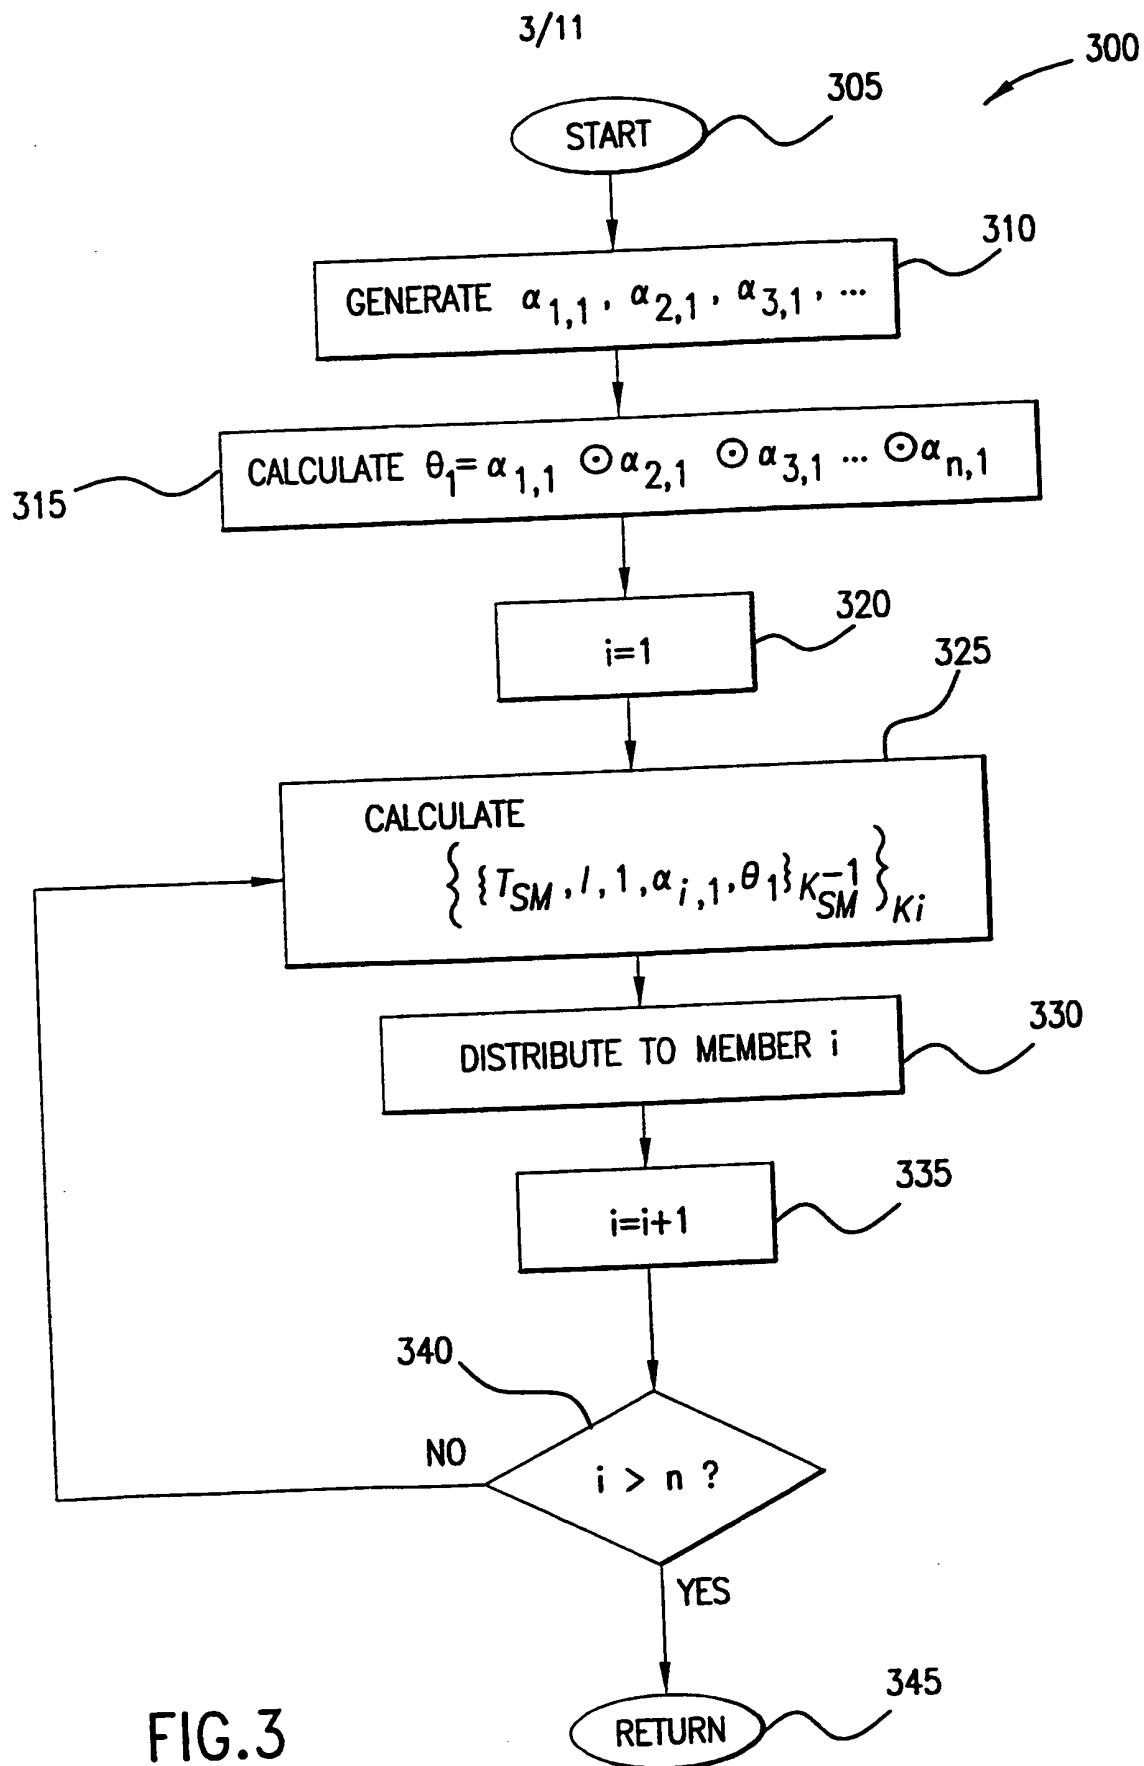 3/11
300
START
305
310
GENERATE α1,1 , α2,1 , α3,1 , ...
CALCULATE θ1= α1,1 ⊙ α2,1 ⊙ α3,1 ... ⊙ αn,1
315
320
i=1
325
CALCULATE
{ {TSM , I , 1 , αi,1 , θ1}K-1SM }Ki
DISTRIBUTE TO MEMBER i
330
i=i+1
335
340
NO
i > n ?
YES
RETURN
345
FIG.3